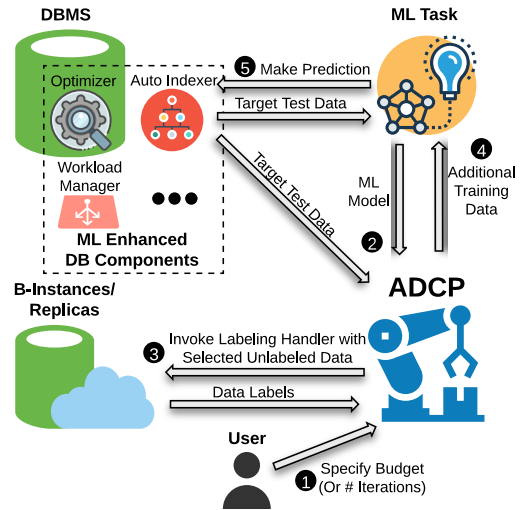 DBMS
ML Task
Optimizer
Auto Indexer
5 Make Prediction
Target Test Data
Workload
Manager
ML Enhanced
DB Components
Target Test Data
ML
Model
2
4
Additional
Training
Data
B-Instances/
Replicas
ADCP
3 Invoke Labeling Handler with
Selected Unlabeled Data
Data Labels
User
1 Specify Budget
(Or # Iterations)